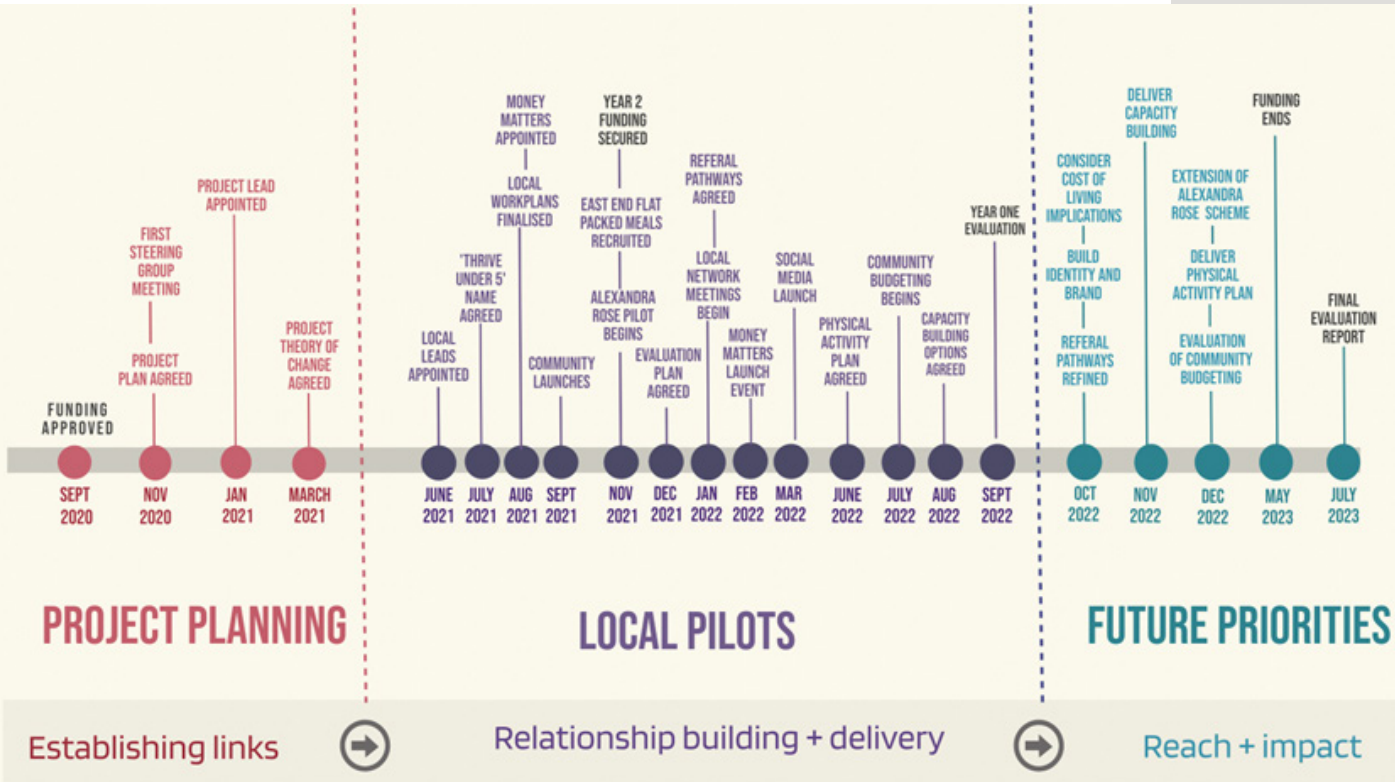 FUNDING
APPROVED
SEPT
2020
FIRST
STEERING
GROUP
MEETING
PROJECT
PLAN AGREED
NOV
2020
PROJECT LEAD
APPOINTED
JAN
2021
PROJECT
THEORY OF
CHANGE
AGREED
MARCH
2021
PROJECT PLANNING
Establishing links
LOCAL
LEADS
APPOINTED
JUNE
2021
'THRIVE
UNDER 5'
NAME
AGREED
JULY
2021
MONEY
MATTERS
APPOINTED
LOCAL
WORKPLANS
FINALISED
AUG
2021
COMMUNITY
LAUNCHES
SEPT
2021
YEAR 2
FUNDING
SECURED
EAST END FLAT
PACKED MEALS
RECRUITED
ALEXANDRA
ROSE PILOT
BEGINS
NOV
2021
EVALUATION
PLAN
AGREED
DEC
2021
REFERAL
PATHWAYS
AGREED
LOCAL
NETWORK
MEETINGS
BEGIN
JAN
2022
MONEY
MATTERS
LAUNCH
EVENT
FEB
2022
SOCIAL
MEDIA
LAUNCH
MAR
2022
PHYSICAL
ACTIVITY
PLAN
AGREED
JUNE
2022
COMMUNITY
BUDGETING
BEGINS
JULY
2022
CAPACITY
BUILDING
OPTIONS
AGREED
AUG
2022
YEAR ONE
EVALUATION
SEPT
2022
LOCAL PILOTS
Relationship building + delivery
CONSIDER
COST OF
LIVING
IMPLICATIONS
BUILD
IDENTITY AND
BRAND
REFERAL
PATHWAYS
REFINED
OCT
2022
DELIVER
CAPACITY
BUILDING
NOV
2022
EXTENSION OF
ALEXANDRA
ROSE SCHEME
DELIVER
PHYSICAL
ACTIVITY PLAN
EVALUATION
OF COMMUNITY
BUDGETING
DEC
2022
FUNDING
ENDS
MAY
2023
FINAL
EVALUATION
REPORT
JULY
2023
FUTURE PRIORITIES
Reach + impact